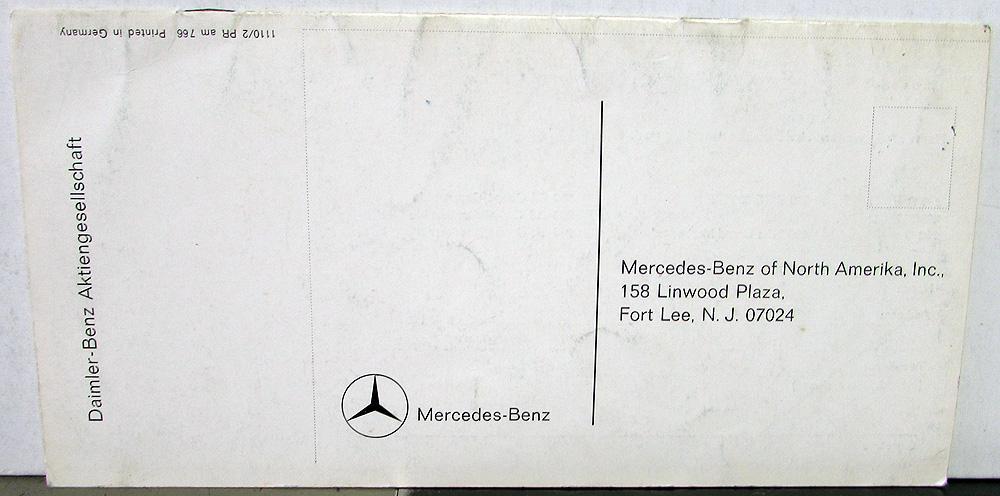 1110/2 PR am 766 Printed in Germany
Daimler-Benz Aktiengesellschaft
Mercedes-Benz
Mercedes-Benz of North Amerika, Inc.,
158 Linwood Plaza,
Fort Lee, N. J. 07024